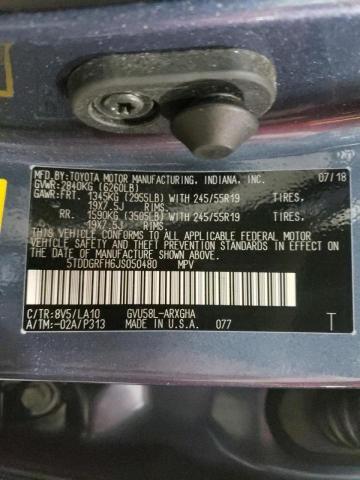 MFD.BY:TOYOTA MOTOR MANUFACTURING, INDIANA, INC. 07/18
GVWR:2840KG (6260LB)
GAWR:FRT. 1345KG (2955LB) WITH 245/55R19 TIRES,
19X7.5J RIMS.
RR. 1590KG (3505LB) WITH 245/55R19 TIRES,
19X7.5J RIMS.
THIS VEHICLE CONFORMS TO ALL APPLICABLE FEDERAL MOTOR
VEHICLE SAFETY STANDARDS IN EFFECT ON THE DATE OF
MANUFACTURE SHOWN ABOVE.
5TDDGRFH6JS050480 MPV
C/TR:8V5/LA10 GVU58L-ARXGHA
A/TM:-02A/P313 MADE IN U.S.A. 077 T